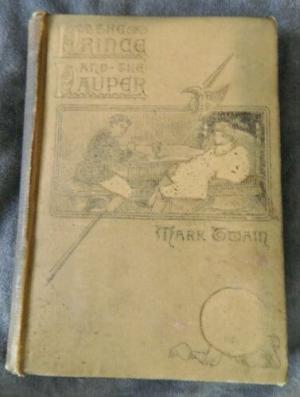 THE
PRINCE
AND THE
PAUPER
MARK TWAIN